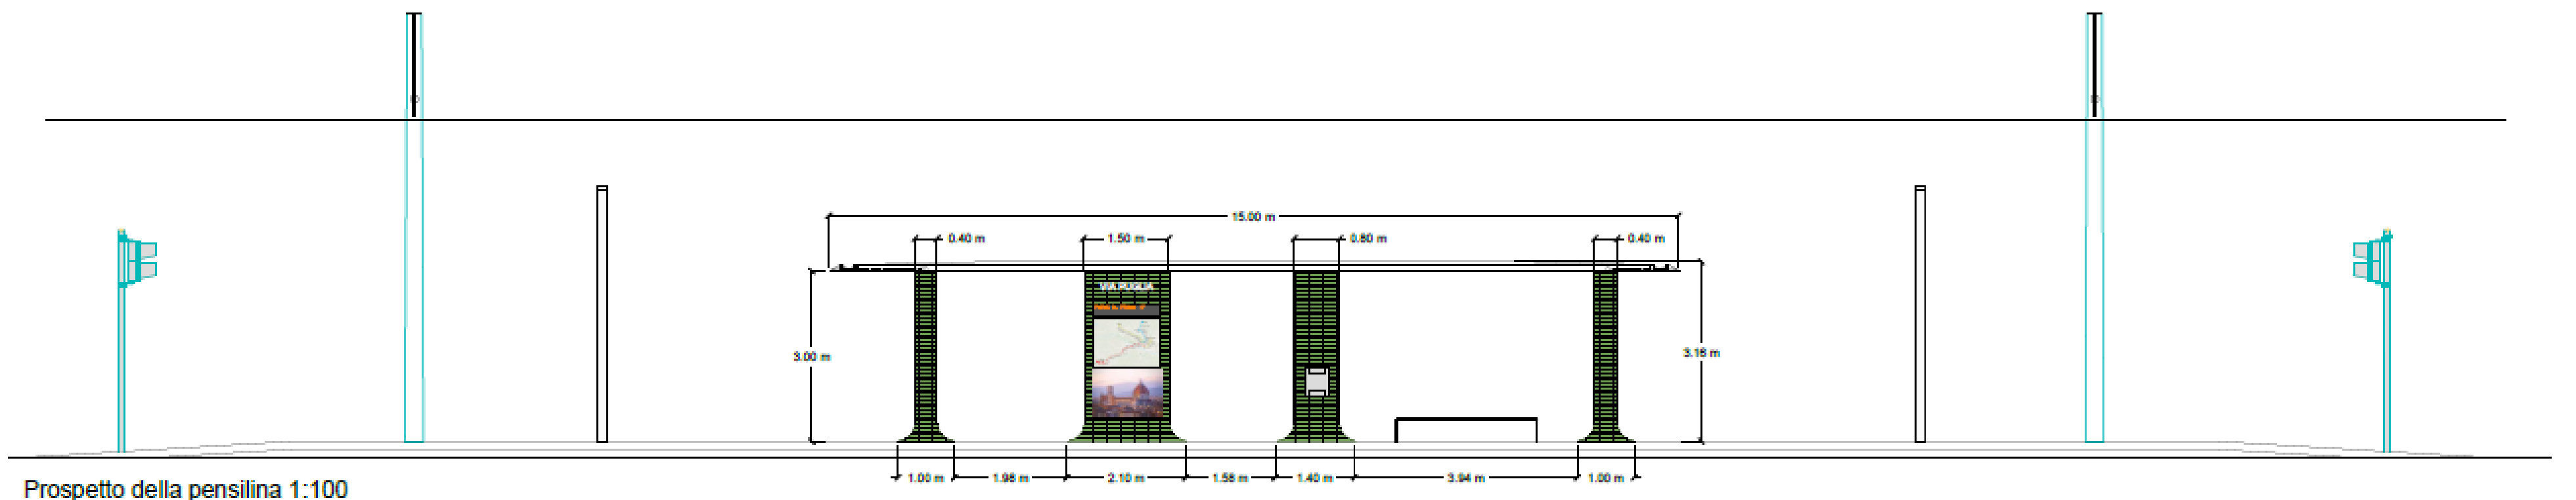 15.00 m
0.40 m
1.50 m
0.80 m
0.40 m
VIA PUGLIA
3.00 m
3.16 m
1.00 m
1.98 m
2.10 m
1.58 m
1.40 m
3.94 m
1.00 m
Prospetto della pensilina 1:100